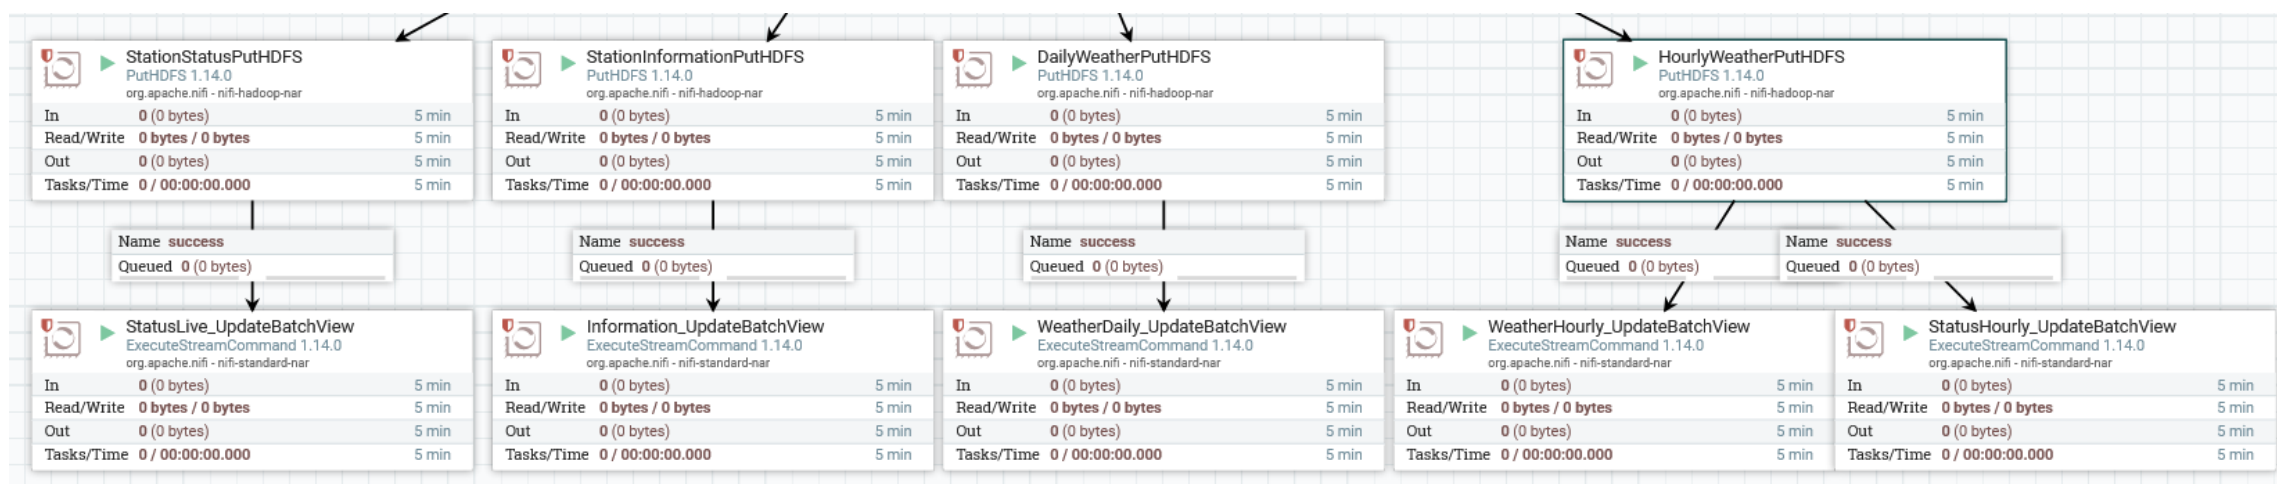 StationStatusPutHDFS
PutHDFS 1.14.0
org.apache.nifi - nifi-hadoop-nar
In 0 (0 bytes) 5 min
Read/Write 0 bytes / 0 bytes 5 min
Out 0 (0 bytes) 5 min
Tasks/Time 0 / 00:00:00.000 5 min
StationInformationPutHDFS
PutHDFS 1.14.0
org.apache.nifi - nifi-hadoop-nar
In 0 (0 bytes) 5 min
Read/Write 0 bytes / 0 bytes 5 min
Out 0 (0 bytes) 5 min
Tasks/Time 0 / 00:00:00.000 5 min
DailyWeatherPutHDFS
PutHDFS 1.14.0
org.apache.nifi - nifi-hadoop-nar
In 0 (0 bytes) 5 min
Read/Write 0 bytes / 0 bytes 5 min
Out 0 (0 bytes) 5 min
Tasks/Time 0 / 00:00:00.000 5 min
HourlyWeatherPutHDFS
PutHDFS 1.14.0
org.apache.nifi - nifi-hadoop-nar
In 0 (0 bytes) 5 min
Read/Write 0 bytes / 0 bytes 5 min
Out 0 (0 bytes) 5 min
Tasks/Time 0 / 00:00:00.000 5 min
Name success
Queued 0 (0 bytes)
Name success
Queued 0 (0 bytes)
Name success
Queued 0 (0 bytes)
Name success
Queued 0 (0 bytes)
Name success
Queued 0 (0 bytes)
StatusLive_UpdateBatchView
ExecuteStreamCommand 1.14.0
org.apache.nifi - nifi-standard-nar
In 0 (0 bytes) 5 min
Read/Write 0 bytes / 0 bytes 5 min
Out 0 (0 bytes) 5 min
Tasks/Time 0 / 00:00:00.000 5 min
Information_UpdateBatchView
ExecuteStreamCommand 1.14.0
org.apache.nifi - nifi-standard-nar
In 0 (0 bytes) 5 min
Read/Write 0 bytes / 0 bytes 5 min
Out 0 (0 bytes) 5 min
Tasks/Time 0 / 00:00:00.000 5 min
WeatherDaily_UpdateBatchView
ExecuteStreamCommand 1.14.0
org.apache.nifi - nifi-standard-nar
In 0 (0 bytes) 5 min
Read/Write 0 bytes / 0 bytes 5 min
Out 0 (0 bytes) 5 min
Tasks/Time 0 / 00:00:00.000 5 min
WeatherHourly_UpdateBatchView
ExecuteStreamCommand 1.14.0
org.apache.nifi - nifi-standard-nar
In 0 (0 bytes) 5 min
Read/Write 0 bytes / 0 bytes 5 min
Out 0 (0 bytes) 5 min
Tasks/Time 0 / 00:00:00.000 5 min
StatusHourly_UpdateBatchView
ExecuteStreamCommand 1.14.0
org.apache.nifi - nifi-standard-nar
In 0 (0 bytes) 5 min
Read/Write 0 bytes / 0 bytes 5 min
Out 0 (0 bytes) 5 min
Tasks/Time 0 / 00:00:00.000 5 min